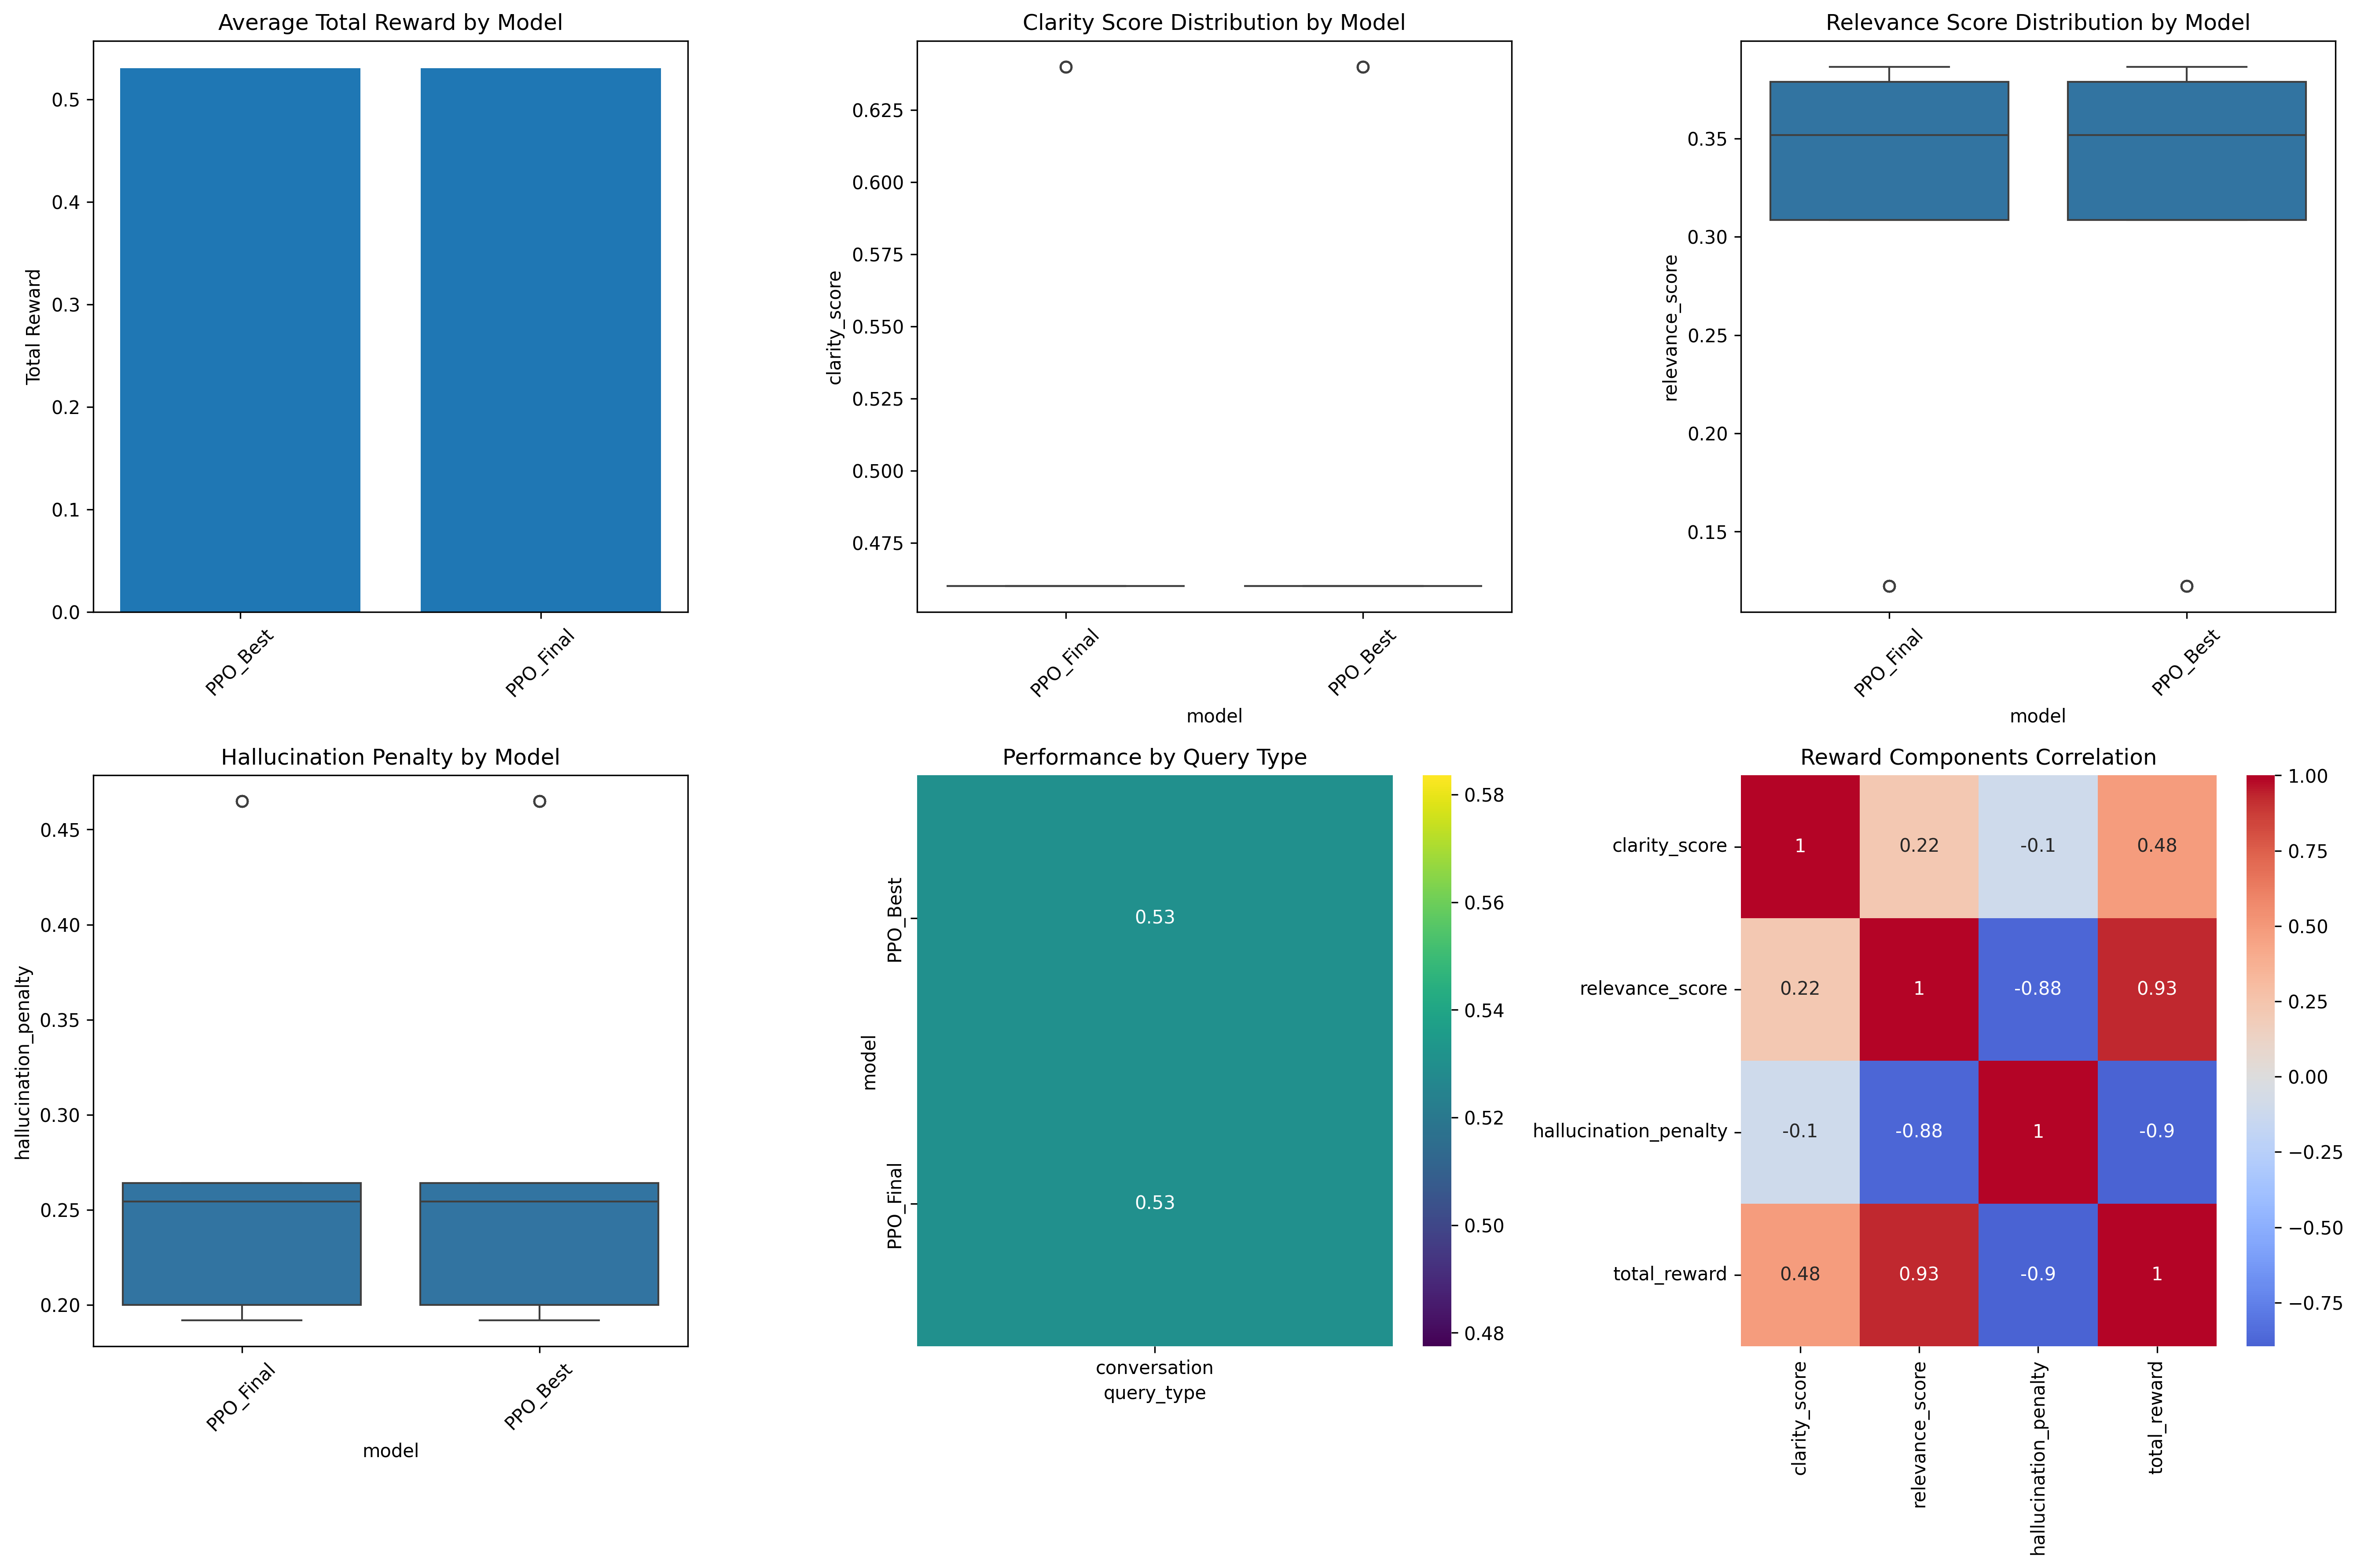 Average Total Reward by Model
Total Reward
0.5
0.4
0.3
0.2
0.1
0.0
PPO_Best
PPO_Final
Clarity Score Distribution by Model
clarity_score
0.625
0.600
0.575
0.550
0.525
0.500
0.475
PPO_Final
PPO_Best
model
Relevance Score Distribution by Model
relevance_score
0.35
0.30
0.25
0.20
0.15
PPO_Final
PPO_Best
model
Hallucination Penalty by Model
hallucination_penalty
0.45
0.40
0.35
0.30
0.25
0.20
PPO_Final
PPO_Best
model
Performance by Query Type
model
PPO_Best
PPO_Final
0.53
0.53
conversation
query_type
0.58
0.56
0.54
0.52
0.50
0.48
Reward Components Correlation
clarity_score 1 0.22 -0.1 0.48
relevance_score 0.22 1 -0.88 0.93
hallucination_penalty -0.1 -0.88 1 -0.9
total_reward 0.48 0.93 -0.9 1
clarity_score
relevance_score
hallucination_penalty
total_reward
1.00
0.75
0.50
0.25
0.00
−0.25
−0.50
−0.75